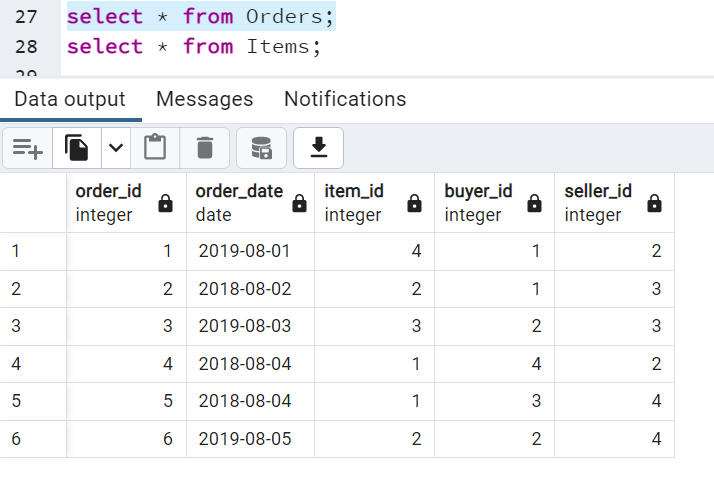 27 select * from Orders;
28 select * from Items;
29
Data output Messages Notifications
order_id order_date item_id buyer_id seller_id
integer date integer integer integer
1 1 2019-08-01 4 1 2
2 2 2018-08-02 2 1 3
3 3 2019-08-03 3 2 3
4 4 2018-08-04 1 4 2
5 5 2018-08-04 1 3 4
6 6 2019-08-05 2 2 4